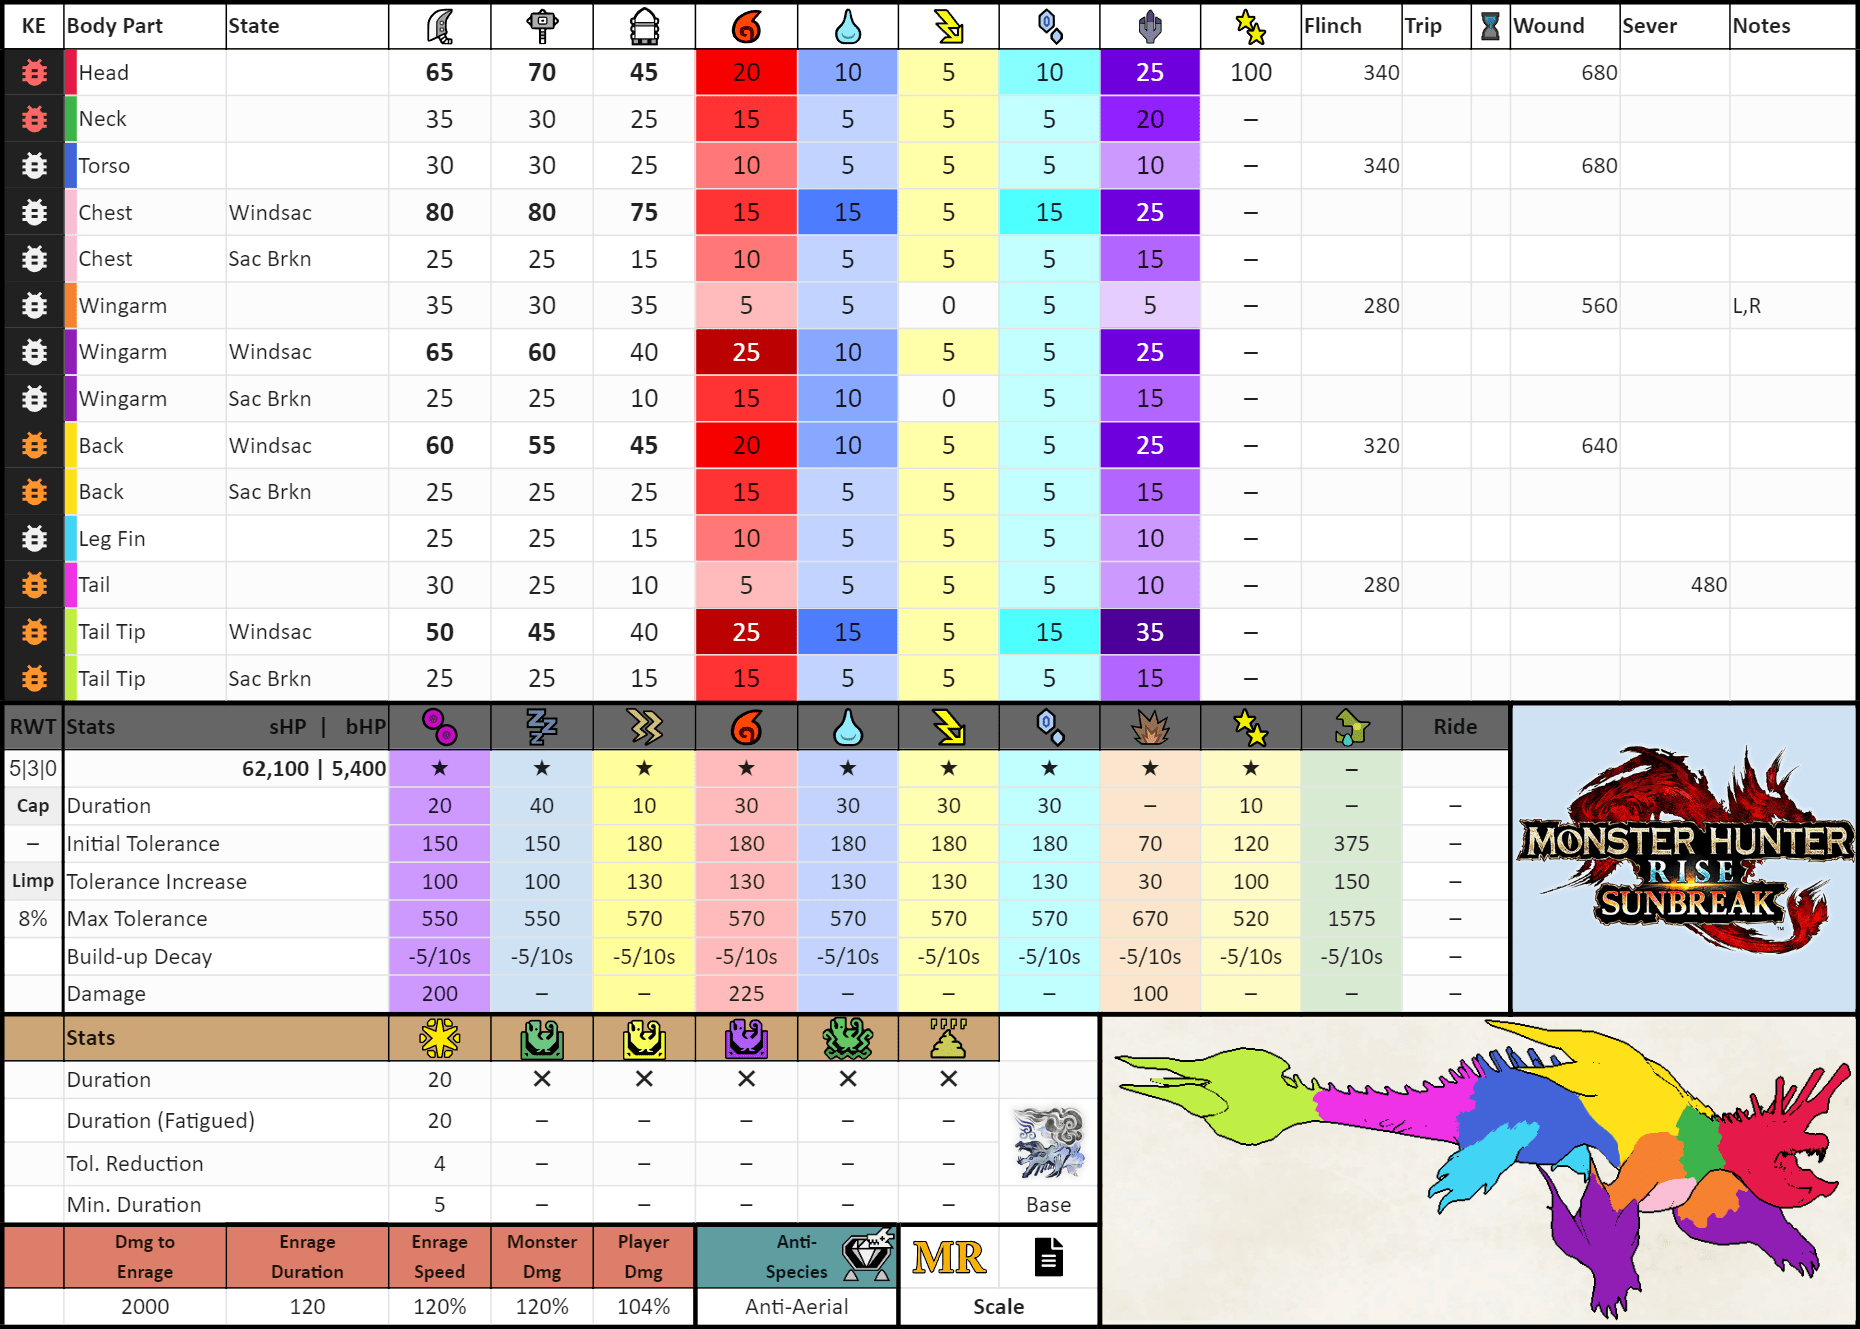 KE Body Part State Flinch Trip Wound Sever Notes
Head 65 70 45 20 10 5 10 25 100 340 680
Neck 35 30 25 15 5 5 5 20 –
Torso 30 30 25 10 5 5 5 10 – 340 680
Chest Windsac 80 80 75 15 15 5 15 25 –
Chest Sac Brkn 25 25 15 10 5 5 5 15 –
Wingarm 35 30 35 5 5 0 5 5 – 280 560 L,R
Wingarm Windsac 65 60 40 25 10 5 5 25 –
Wingarm Sac Brkn 25 25 10 15 10 0 5 15 –
Back Windsac 60 55 45 20 10 5 5 25 – 320 640
Back Sac Brkn 25 25 25 15 5 5 5 15 –
Leg Fin 25 25 15 10 5 5 5 10 –
Tail 30 25 10 5 5 5 5 10 – 280 480
Tail Tip Windsac 50 45 40 25 15 5 15 35 –
Tail Tip Sac Brkn 25 25 15 15 5 5 5 15 –
RWT Stats sHP | bHP Ride
5|3|0 62,100 | 5,400 ★ ★ ★ ★ ★ ★ ★ ★ ★ –
Cap Duration 20 40 10 30 30 30 30 – 10 – –
– Initial Tolerance 150 150 180 180 180 180 180 70 120 375 –
Limp Tolerance Increase 100 100 130 130 130 130 130 30 100 150 –
8% Max Tolerance 550 550 570 570 570 570 570 670 520 1575 –
Build-up Decay -5/10s -5/10s -5/10s -5/10s -5/10s -5/10s -5/10s -5/10s -5/10s -5/10s –
Damage 200 – – 225 – – – 100 – – –
MONSTER HUNTER
RISE
SUNBREAK
™
Stats
Duration 20 ✕ ✕ ✕ ✕ ✕
Duration (Fatigued) 20 – – – – –
Tol. Reduction 4 – – – – –
Min. Duration 5 – – – – – Base
Dmg to Enrage Enrage Monster Player Anti-
Enrage Duration Speed Dmg Dmg Species MR
2000 120 120% 120% 104% Anti-Aerial Scale